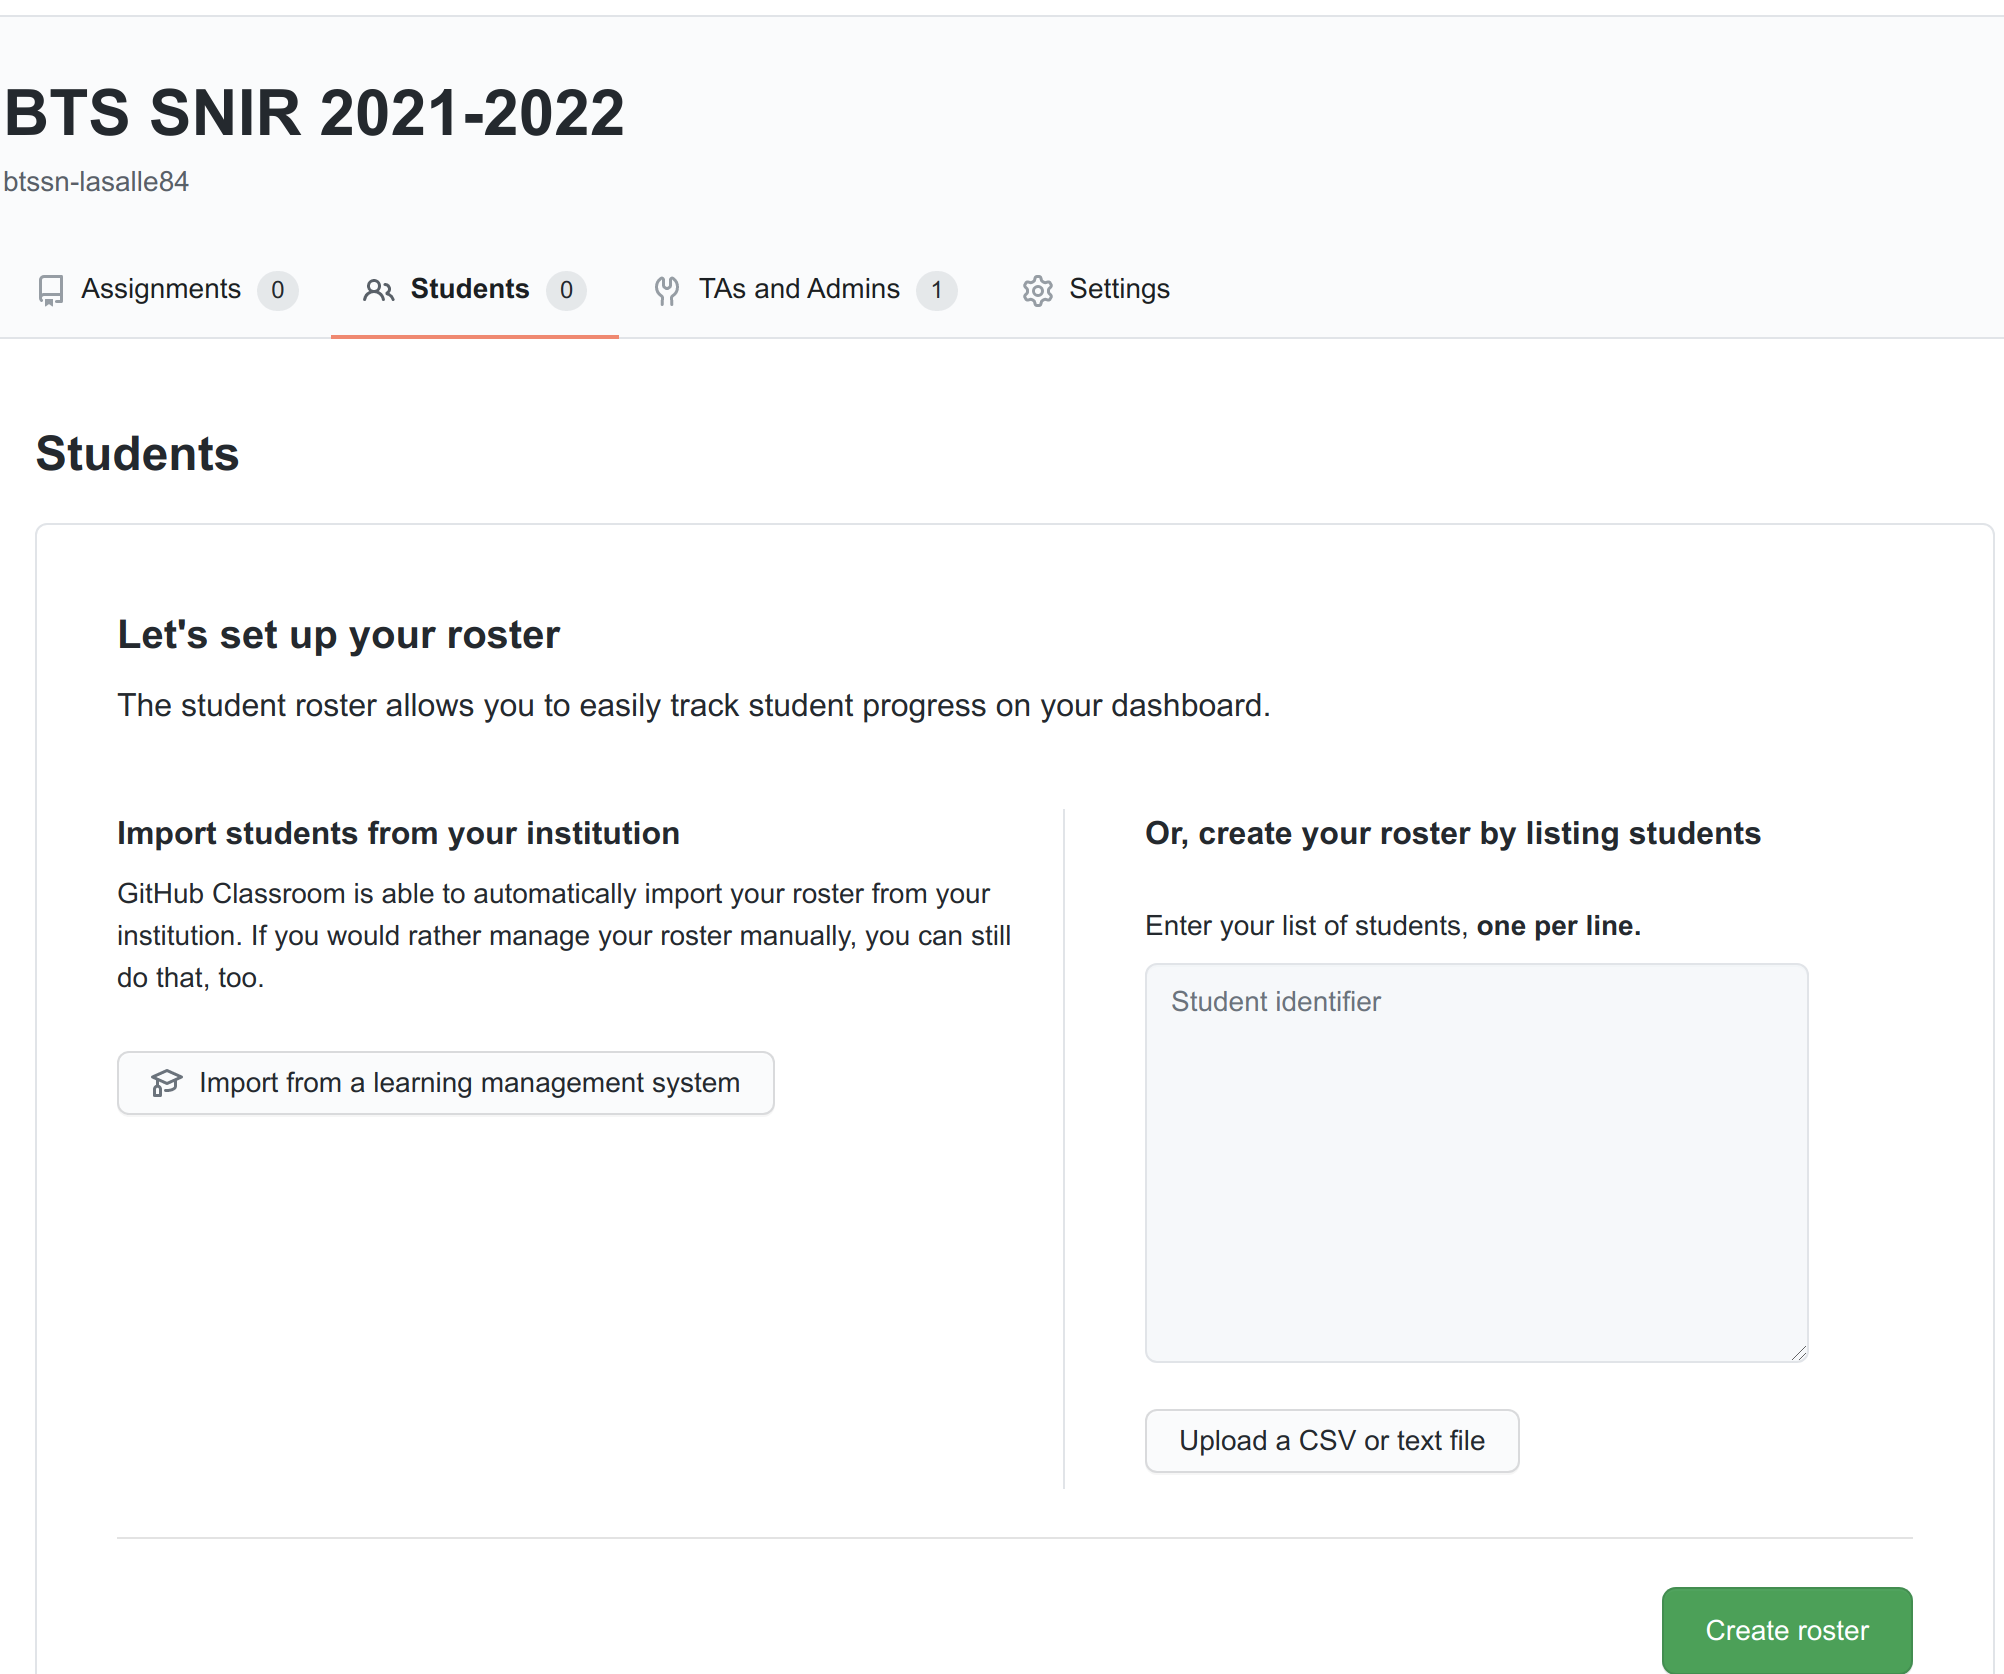 BTS SNIR 2021-2022
btssn-lasalle84
Assignments 0 Students 0 TAs and Admins 1 Settings
Students
Let's set up your roster
The student roster allows you to easily track student progress on your dashboard.
Import students from your institution
GitHub Classroom is able to automatically import your roster from your
institution. If you would rather manage your roster manually, you can still
do that, too.
Import from a learning management system
Or, create your roster by listing students
Enter your list of students, one per line.
Student identifier
Upload a CSV or text file
Create roster